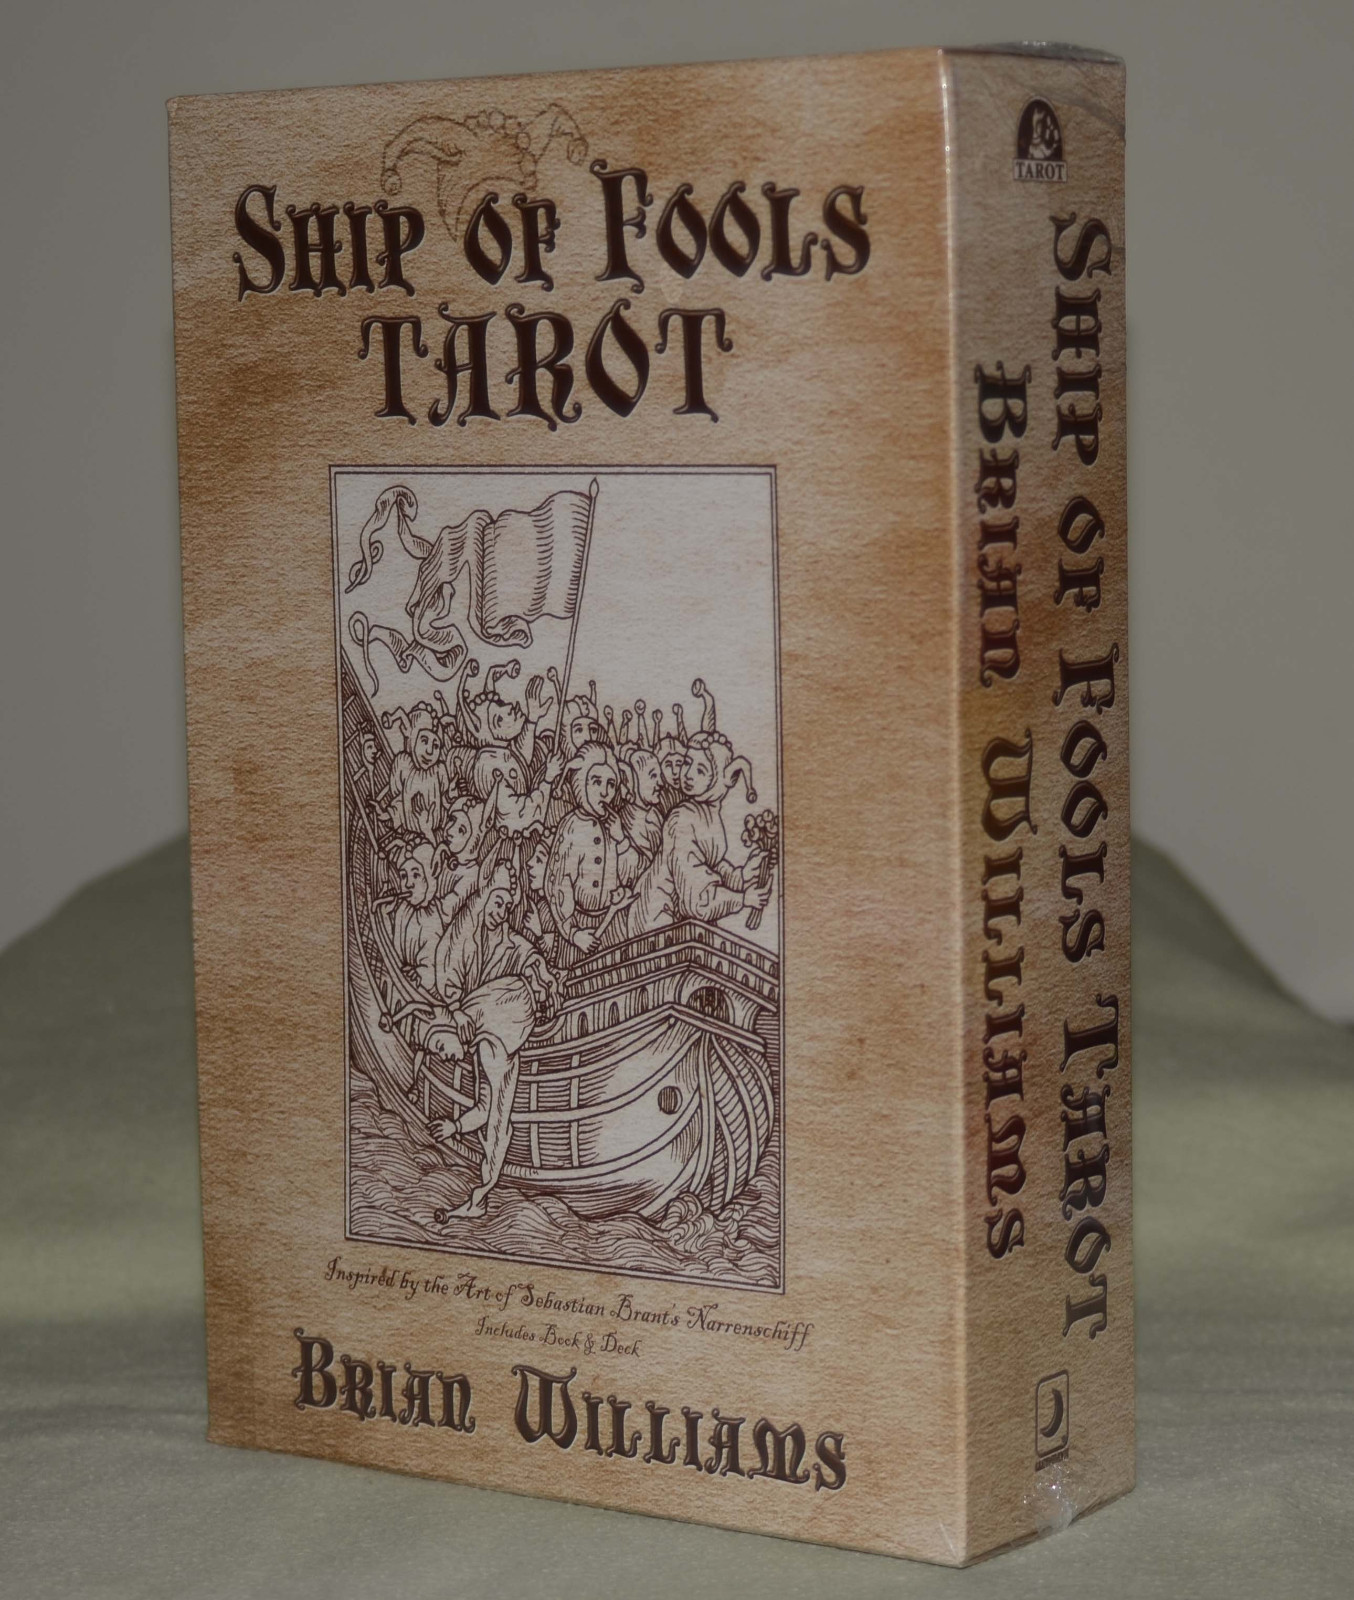 Ship of Fools
Tarot
Inspired by the Art of Sebastian Brant's Narrenschiff
Includes Book & Deck
Brian Williams
TAROT
Ship of Fools Tarot
Brian Williams